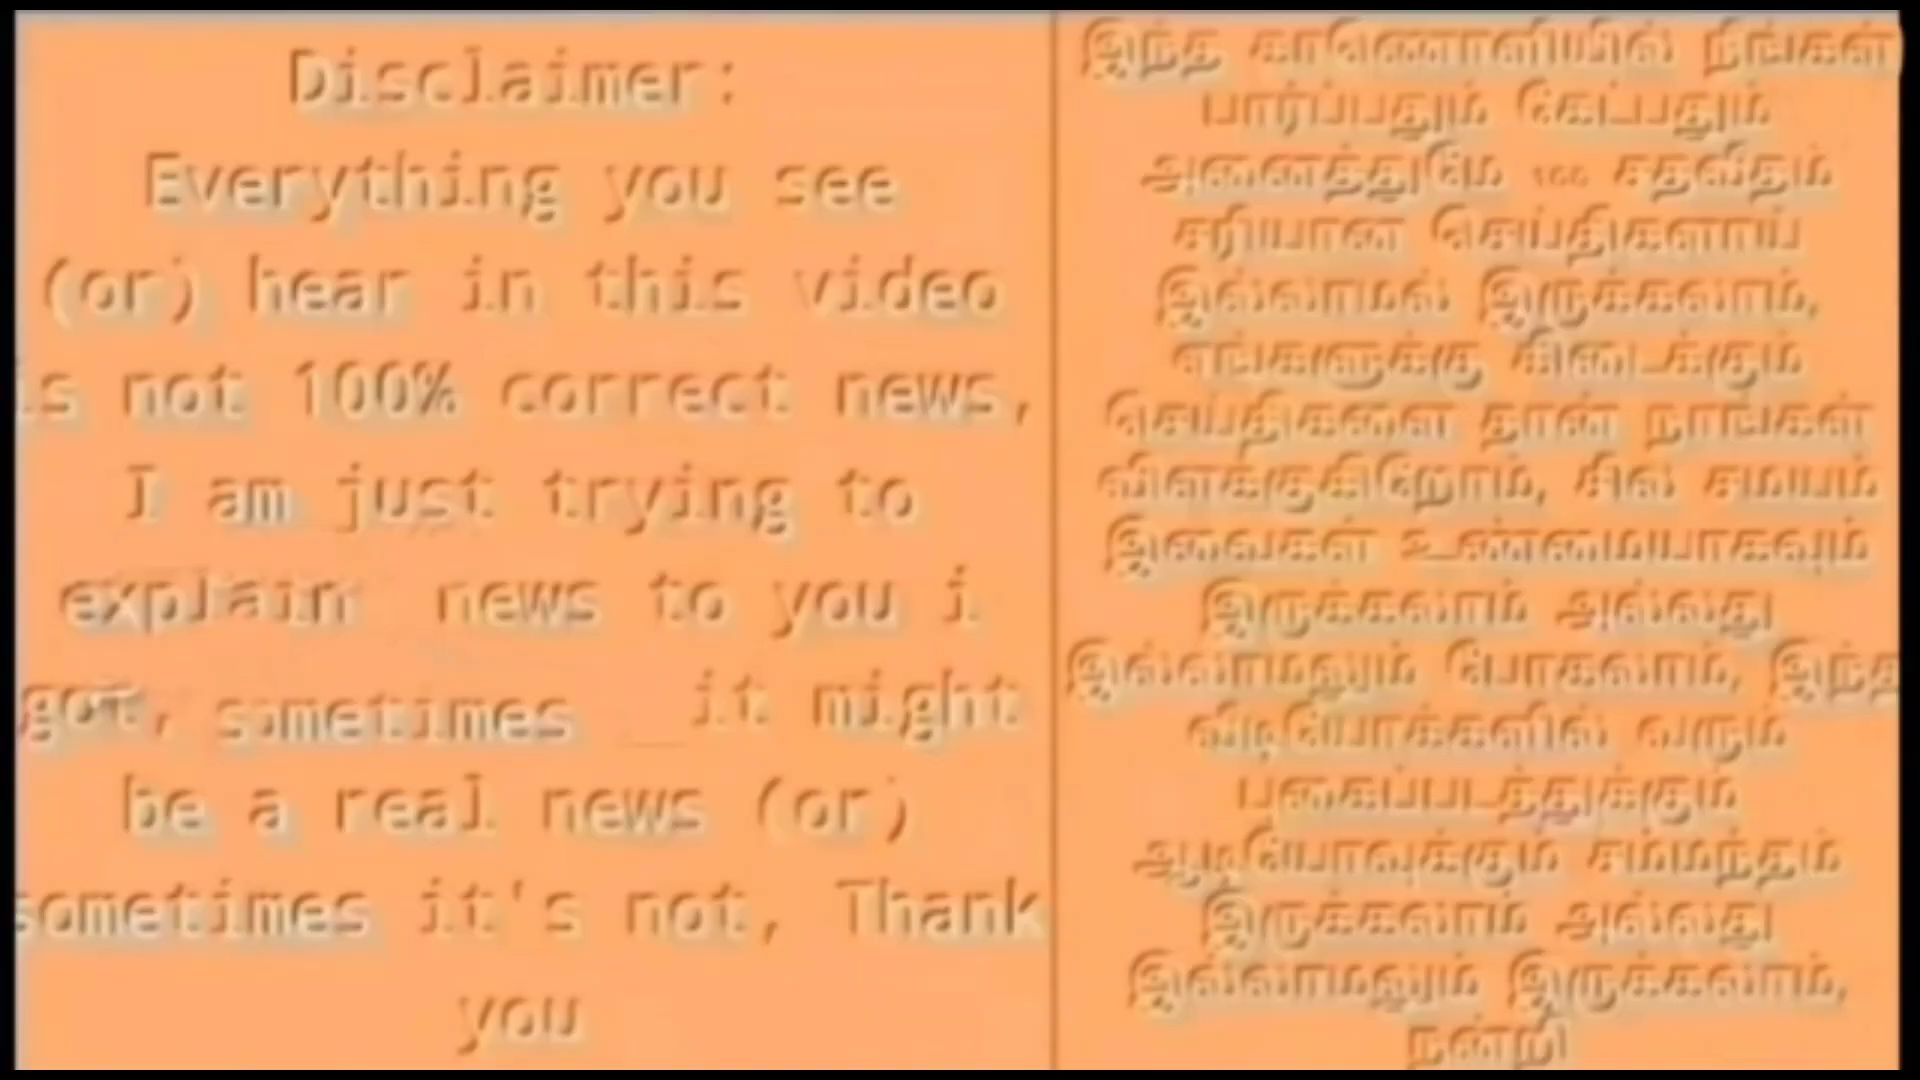 Disclaimer:
Everything you see
(or) hear in this video
is not 100% correct news,
I am just trying to
explain news to you i
got, sometimes it might
be a real news (or)
sometimes it's not, Thank
you
இந்த காணொளியில் நீங்கள்
பார்ப்பதும் கேட்பதும்
அனைத்துமே 100 சதவீதம்
சரியான செய்திகளாய்
இல்லாமல் இருக்கலாம்,
எங்களுக்கு கிடைக்கும்
செய்திகளை தான் நாங்கள்
விளக்குகிறோம், சில சமயம்
இவைகள் உண்மையாகவும்
இருக்கலாம் அல்லது
இல்லாமலும் போகலாம், இந்த
வீடியோக்களில் வரும்
புகைப்படத்துக்கும்
ஆடியோவுக்கும் சம்மந்தம்
இருக்கலாம் அல்லது
இல்லாமலும் இருக்கலாம்,
நன்றி